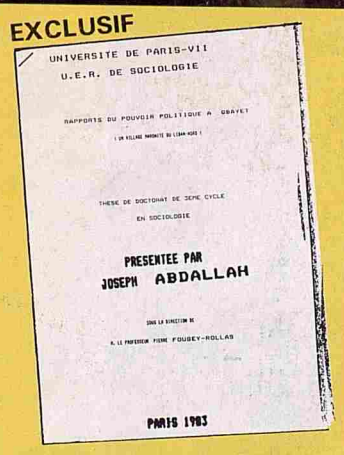 EXCLUSIF
UNIVERSITE DE PARIS-VII
U.E.R. DE SOCIOLOGIE
RAPPORTS DU POUVOIR POLITIQUE A QBAYET
( UN VILLAGE MARONITE DU LIBAN-NORD )
THESE DE DOCTORAT DE 3EME CYCLE
EN SOCIOLOGIE
PRESENTEE PAR
JOSEPH ABDALLAH
SOUS LA DIRECTION DE
M. LE PROFESSEUR PIERRE FOUGEY-ROLLAS
PARIS 1983